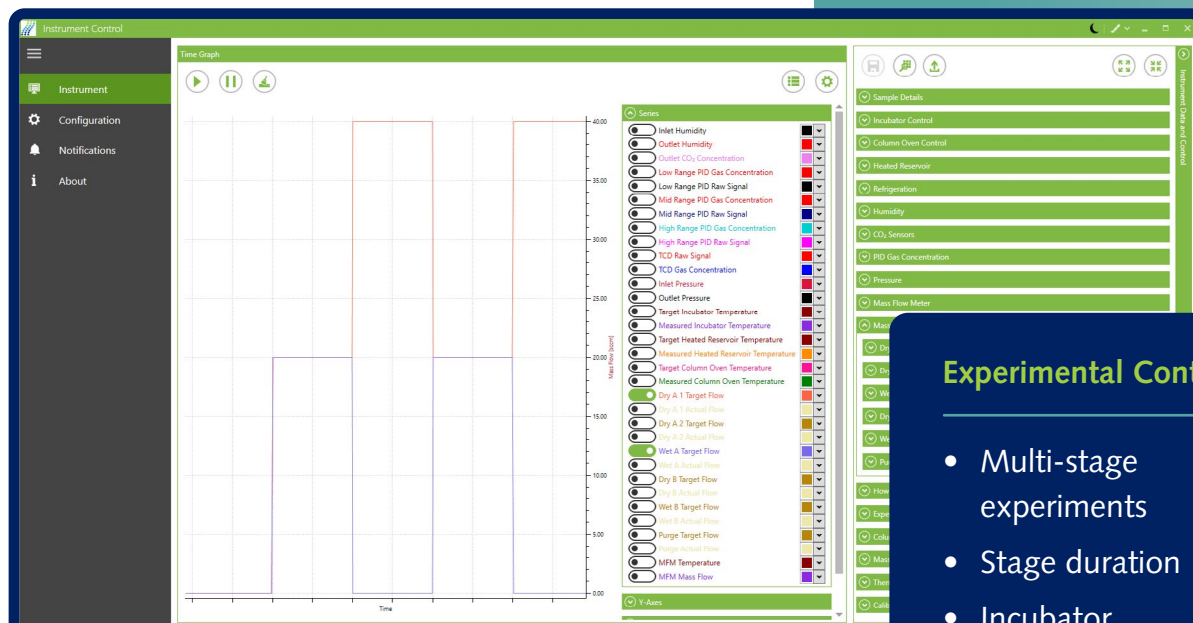 Instrument Control
Instrument
Configuration
Notifications
About
Time Graph
40.00
35.00
30.00
25.00
20.00
15.00
10.00
5.00
0.00
Mass Flow [sccm]
Time
Series
Inlet Humidity
Outlet Humidity
Outlet CO₂ Concentration
Low Range PID Gas Concentration
Low Range PID Raw Signal
Mid Range PID Gas Concentration
Mid Range PID Raw Signal
High Range PID Gas Concentration
High Range PID Raw Signal
TCD Raw Signal
TCD Gas Concentration
Inlet Pressure
Outlet Pressure
Target Incubator Temperature
Measured Incubator Temperature
Target Heated Reservoir Temperature
Measured Heated Reservoir Temperature
Target Column Oven Temperature
Measured Column Oven Temperature
Dry A 1 Target Flow
Dry A 1 Actual Flow
Dry A 2 Target Flow
Dry A 2 Actual Flow
Wet A Target Flow
Wet A Actual Flow
Dry B Target Flow
Dry B Actual Flow
Wet B Target Flow
Wet B Actual Flow
Purge Target Flow
Purge Actual Flow
MFM Temperature
MFM Mass Flow
Y-Axes
Sample Details
Incubator Control
Column Oven Control
Heated Reservoir
Refrigeration
Humidity
CO₂ Sensors
PID Gas Concentration
Pressure
Mass Flow Meter
Mass
Instrument Data and Control
Experimental Cont
• Multi-stage
experiments
• Stage duration
• Incubator